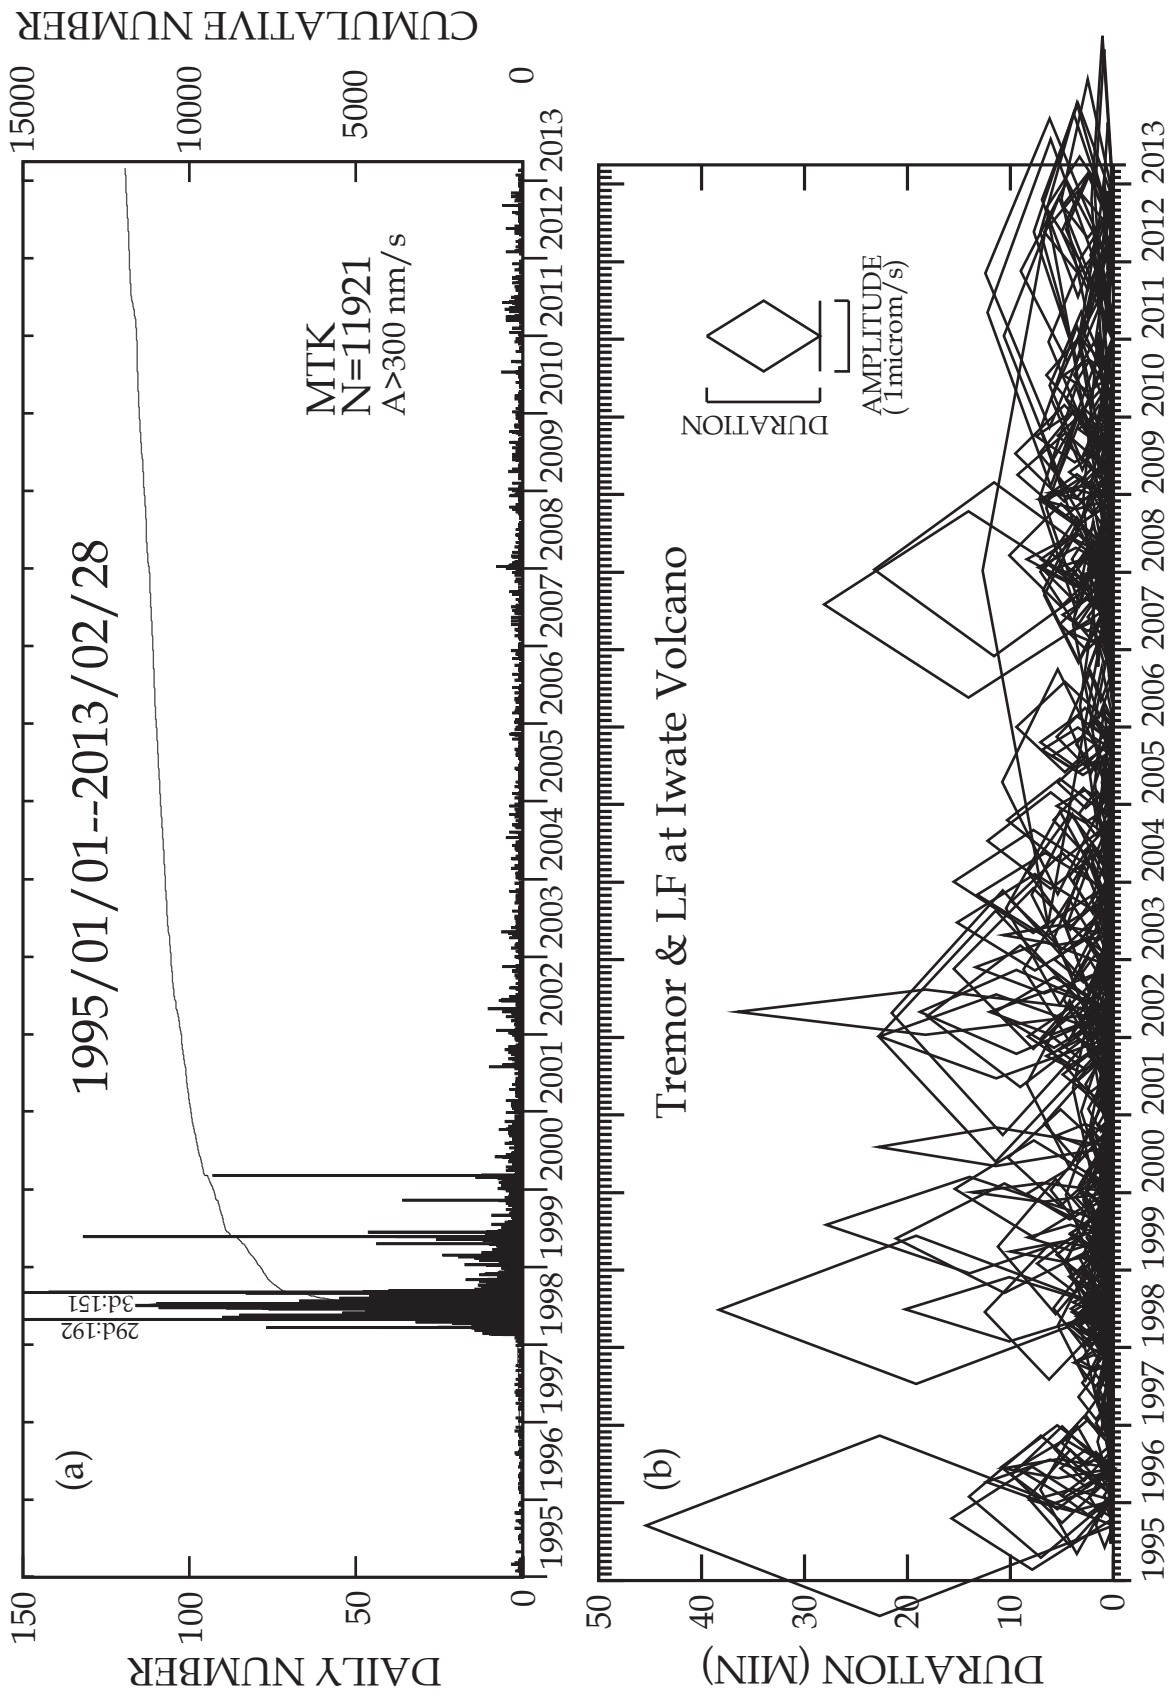 (a)
1995/01/01--2013/02/28
MTK
N=11921
A>300 nm/s
29d:192
3d:151
DAILY NUMBER
150
100
50
0
CUMULATIVE NUMBER
15000
10000
5000
0
1995 1996 1997 1998 1999 2000 2001 2002 2003 2004 2005 2006 2007 2008 2009 2010 2011 2012 2013
(b)
Tremor & LF at Iwate Volcano
DURATION
AMPLITUDE
(1microm/s)
DURATION (MIN)
50
40
30
20
10
0
1995 1996 1997 1998 1999 2000 2001 2002 2003 2004 2005 2006 2007 2008 2009 2010 2011 2012 2013